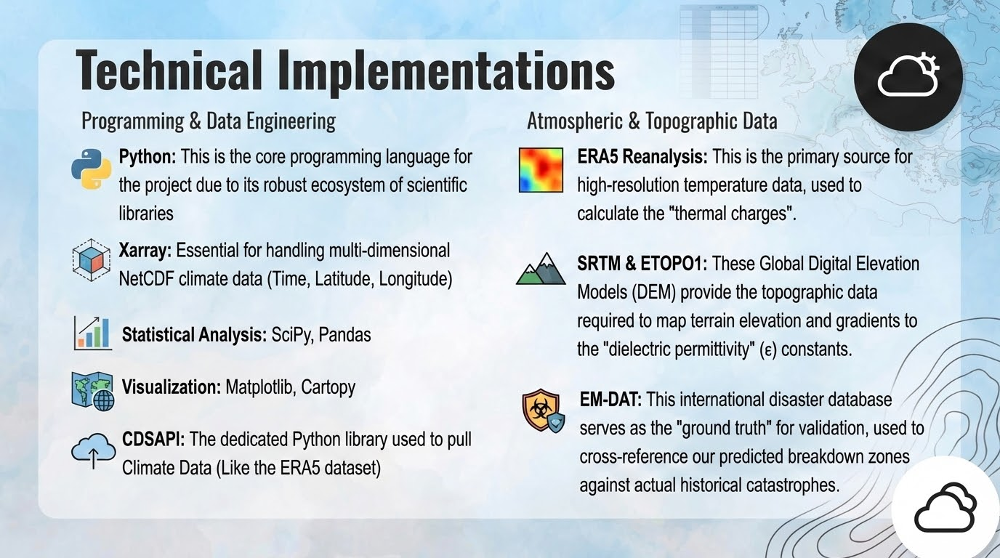 Technical Implementations
Programming & Data Engineering
Python: This is the core programming language for
the project due to its robust ecosystem of scientific
libraries
Xarray: Essential for handling multi-dimensional
NetCDF climate data (Time, Latitude, Longitude)
Statistical Analysis: SciPy, Pandas
Visualization: Matplotlib, Cartopy
CDSAPI: The dedicated Python library used to pull
Climate Data (Like the ERA5 dataset)
Atmospheric & Topographic Data
ERA5 Reanalysis: This is the primary source for
high-resolution temperature data, used to
calculate the "thermal charges".
SRTM & ETOPO1: These Global Digital Elevation
Models (DEM) provide the topographic data
required to map terrain elevation and gradients to
the "dielectric permittivity" (ε) constants.
EM-DAT: This international disaster database
serves as the "ground truth" for validation, used to
cross-reference our predicted breakdown zones
against actual historical catastrophes.